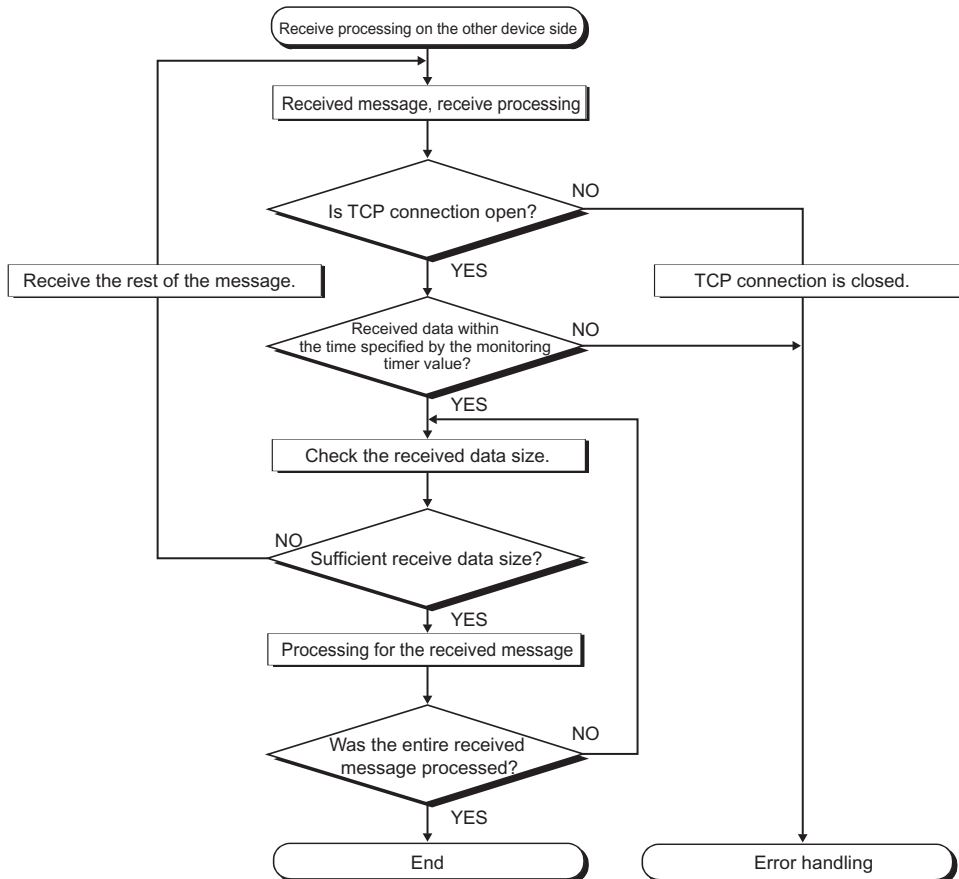 Receive processing on the other device side
Received message, receive processing
NO
Is TCP connection open?
YES
Receive the rest of the message.
TCP connection is closed.
NO
Received data within
the time specified by the monitoring
timer value?
YES
Check the received data size.
NO
Sufficient receive data size?
YES
Processing for the received message
NO
Was the entire received
message processed?
YES
End
Error handling